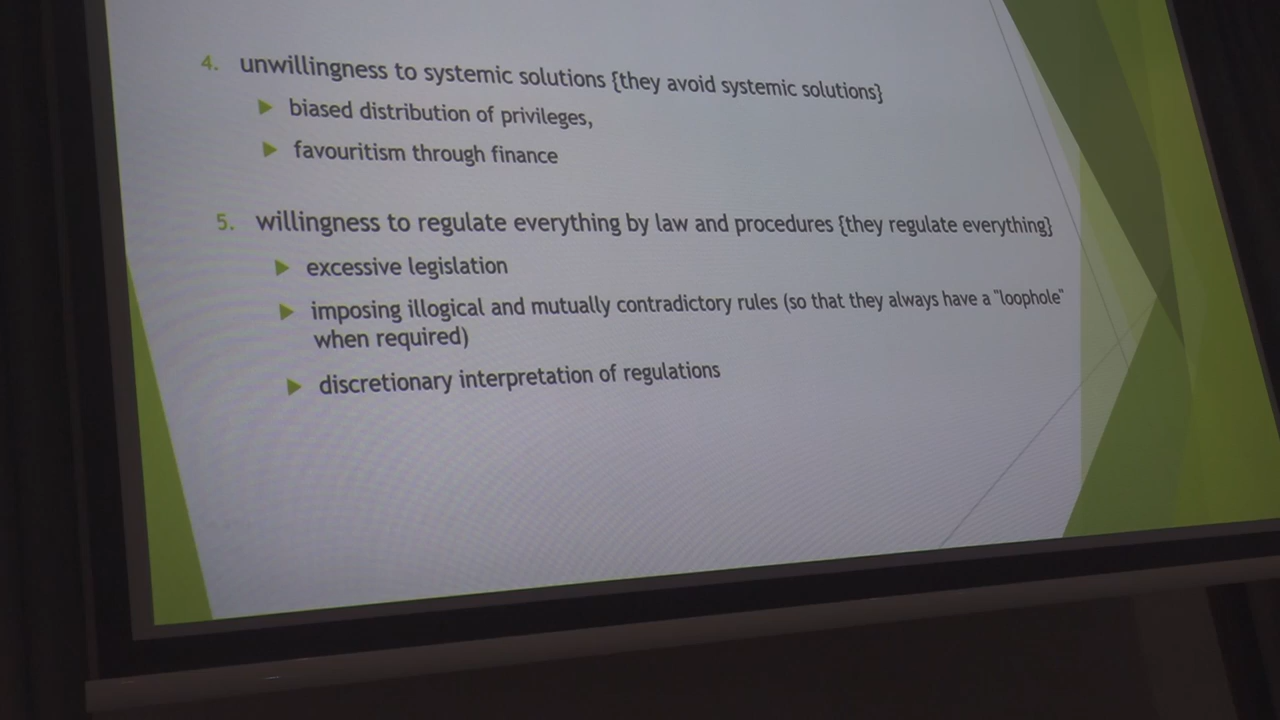 4. unwillingness to systemic solutions {they avoid systemic solutions}
biased distribution of privileges,
favouritism through finance
5. willingness to regulate everything by law and procedures {they regulate everything}
excessive legislation
imposing illogical and mutually contradictory rules (so that they always have a "loophole"
when required)
discretionary interpretation of regulations